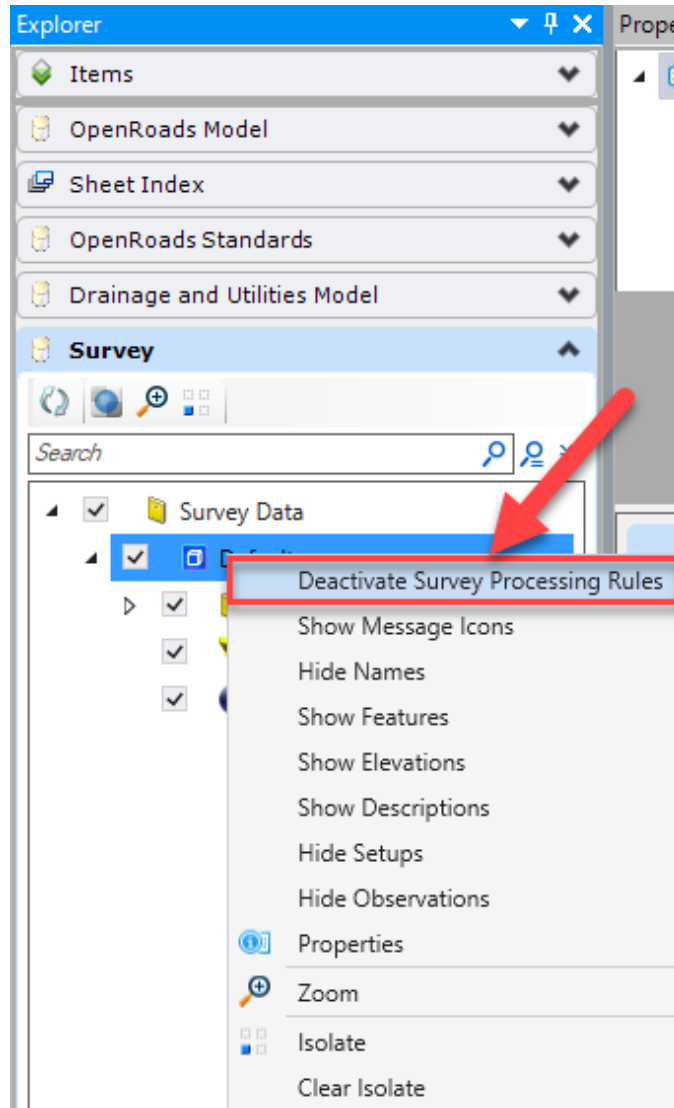 Explorer
Items
OpenRoads Model
Sheet Index
OpenRoads Standards
Drainage and Utilities Model
Survey
Search
Survey Data
Deactivate Survey Processing Rules
Show Message Icons
Hide Names
Show Features
Show Elevations
Show Descriptions
Hide Setups
Hide Observations
Properties
Zoom
Isolate
Clear Isolate